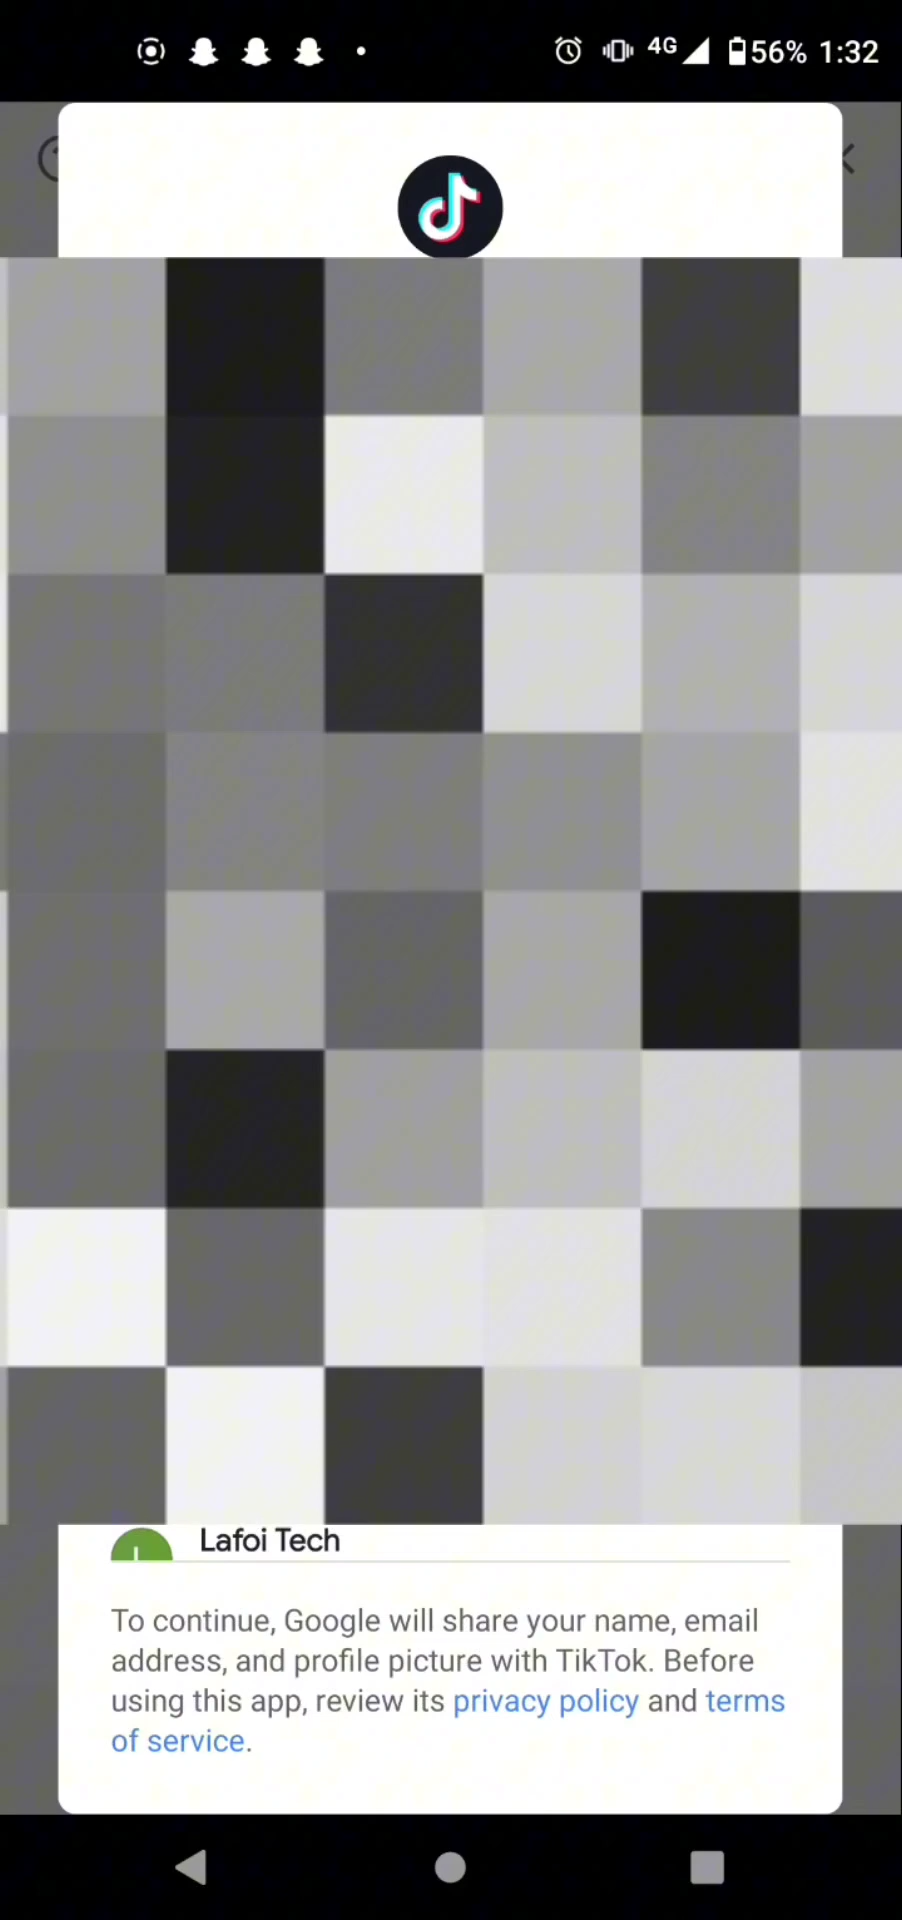 4G 56% 1:32
Lafoi Tech
To continue, Google will share your name, email
address, and profile picture with TikTok. Before
using this app, review its privacy policy and terms
of service.